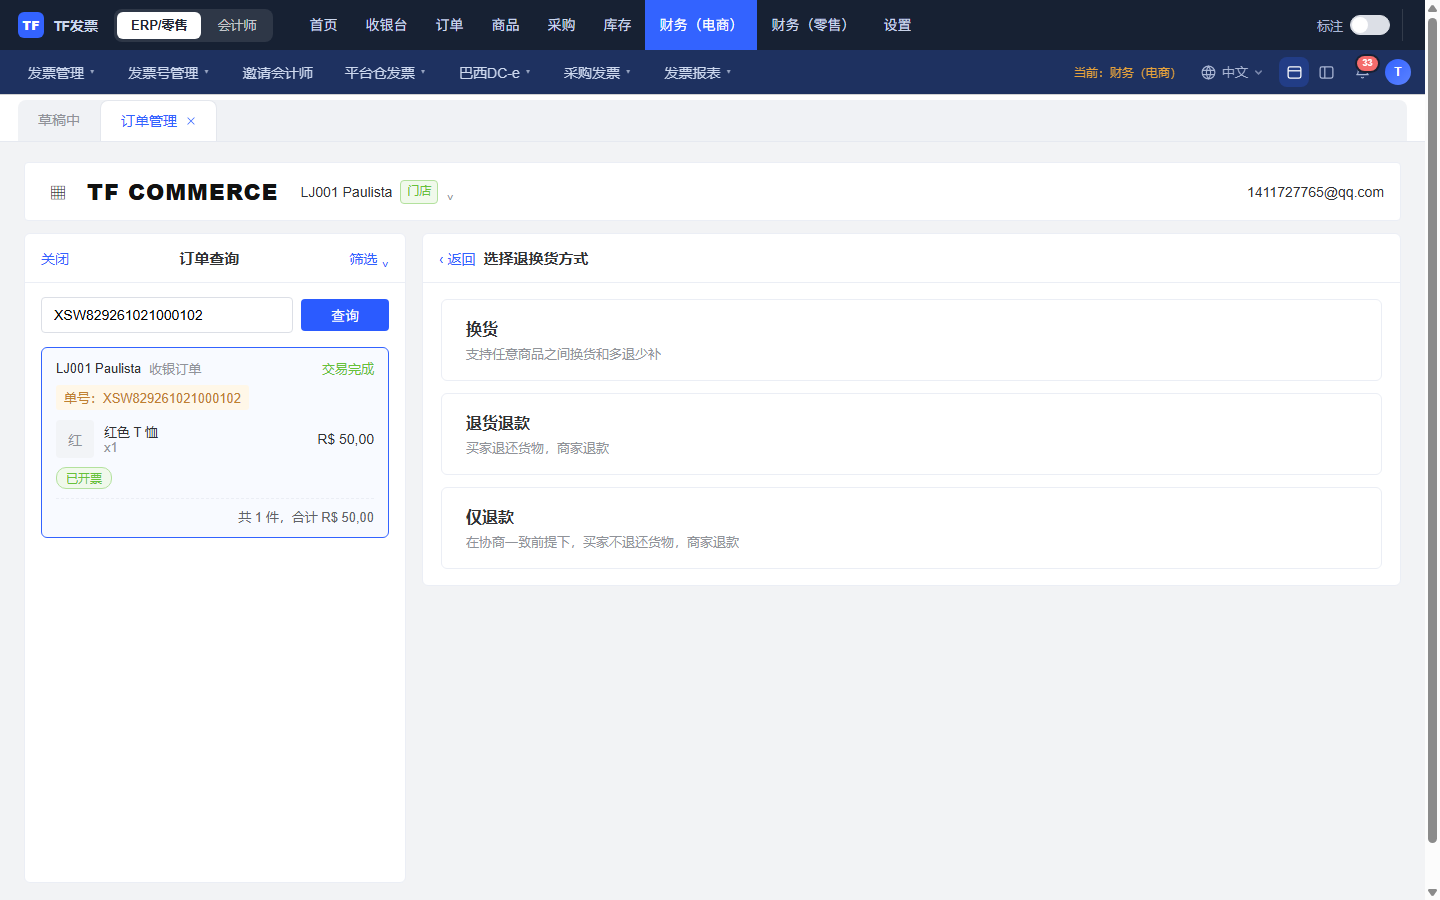 TF TF发票 ERP/零售 会计师 首页 收银台 订单 商品 采购 库存 财务（电商） 财务（零售） 设置 标注
发票管理 发票号管理 邀请会计师 平台仓发票 巴西DC-e 采购发票 发票报表 当前：财务（电商） 中文 33 T
草稿中 订单管理 ×
TF COMMERCE LJ001 Paulista 门店 1411727765@qq.com
关闭 订单查询 筛选
XSW829261021000102 查询
LJ001 Paulista 收银订单 交易完成
单号：XSW829261021000102
红 红色 T 恤 R$ 50,00
x1
已开票
共 1 件，合计 R$ 50,00
‹ 返回 选择退换货方式
换货
支持任意商品之间换货和多退少补
退货退款
买家退还货物，商家退款
仅退款
在协商一致前提下，买家不退还货物，商家退款